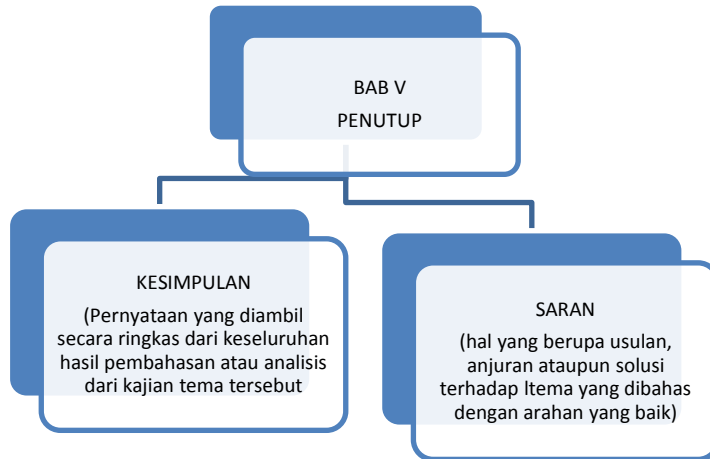 BAB V
PENUTUP
KESIMPULAN
(Pernyataan yang diambil
secara ringkas dari keseluruhan
hasil pembahasan atau analisis
dari kajian tema tersebut
SARAN
(hal yang berupa usulan,
anjuran ataupun solusi
terhadap ltema yang dibahas
dengan arahan yang baik)